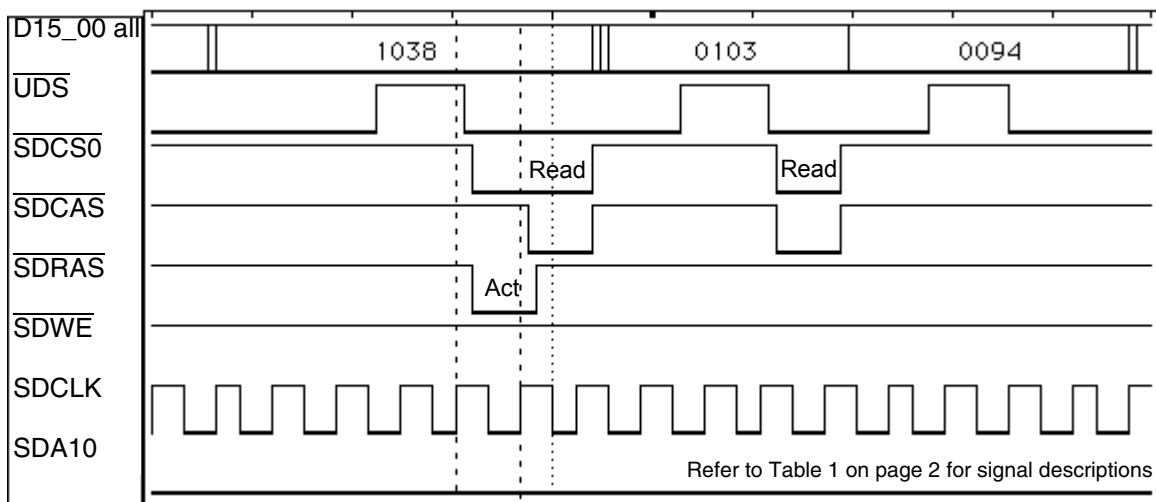 D15_00 all
1038 0103 0094
UDS
SDCS0
Read Read
SDCAS
SDRAS
Act
SDWE
SDCLK
SDA10
Refer to Table 1 on page 2 for signal descriptions